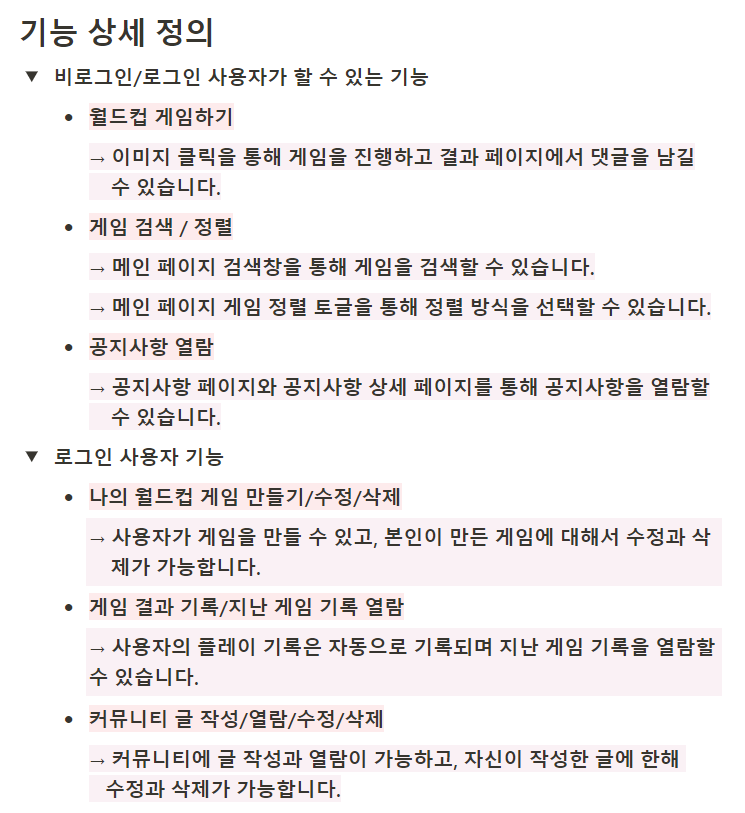 기능 상세 정의
▼ 비로그인/로그인 사용자가 할 수 있는 기능
• 월드컵 게임하기
→ 이미지 클릭을 통해 게임을 진행하고 결과 페이지에서 댓글을 남길
수 있습니다.
• 게임 검색 / 정렬
→ 메인 페이지 검색창을 통해 게임을 검색할 수 있습니다.
→ 메인 페이지 게임 정렬 토글을 통해 정렬 방식을 선택할 수 있습니다.
• 공지사항 열람
→ 공지사항 페이지와 공지사항 상세 페이지를 통해 공지사항을 열람할
수 있습니다.
▼ 로그인 사용자 기능
• 나의 월드컵 게임 만들기/수정/삭제
→ 사용자가 게임을 만들 수 있고, 본인이 만든 게임에 대해서 수정과 삭
제가 가능합니다.
• 게임 결과 기록/지난 게임 기록 열람
→ 사용자의 플레이 기록은 자동으로 기록되며 지난 게임 기록을 열람할
수 있습니다.
• 커뮤니티 글 작성/열람/수정/삭제
→ 커뮤니티에 글 작성과 열람이 가능하고, 자신이 작성한 글에 한해
수정과 삭제가 가능합니다.